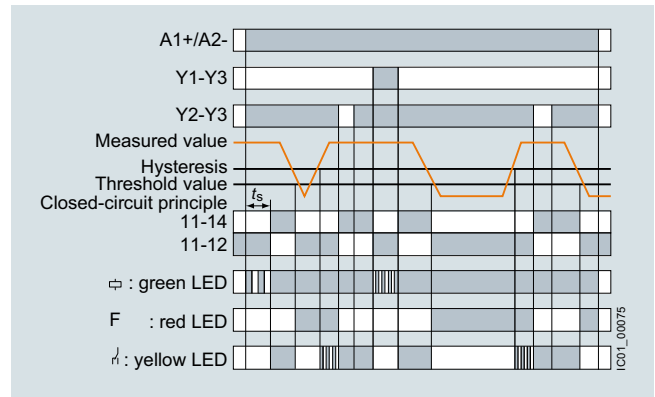 A1+/A2-
Y1-Y3
Y2-Y3
Measured value
Hysteresis
Threshold value
Closed-circuit principle
ts
11-14
11-12
: green LED
F : red LED
: yellow LED
IC01_00075